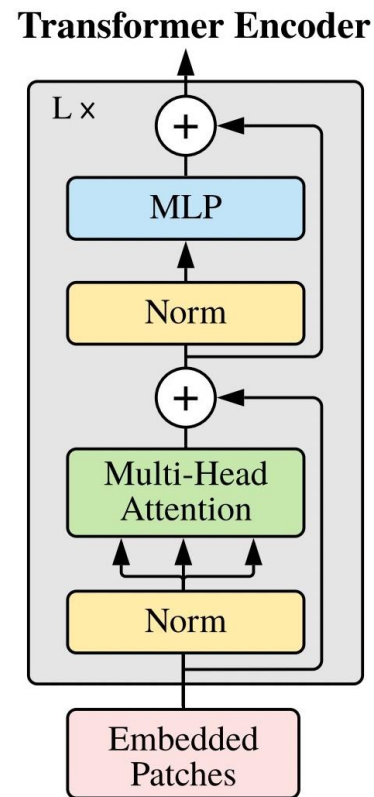 Transformer Encoder
L ×
+
MLP
Norm
+
Multi-Head
Attention
Norm
Embedded
Patches